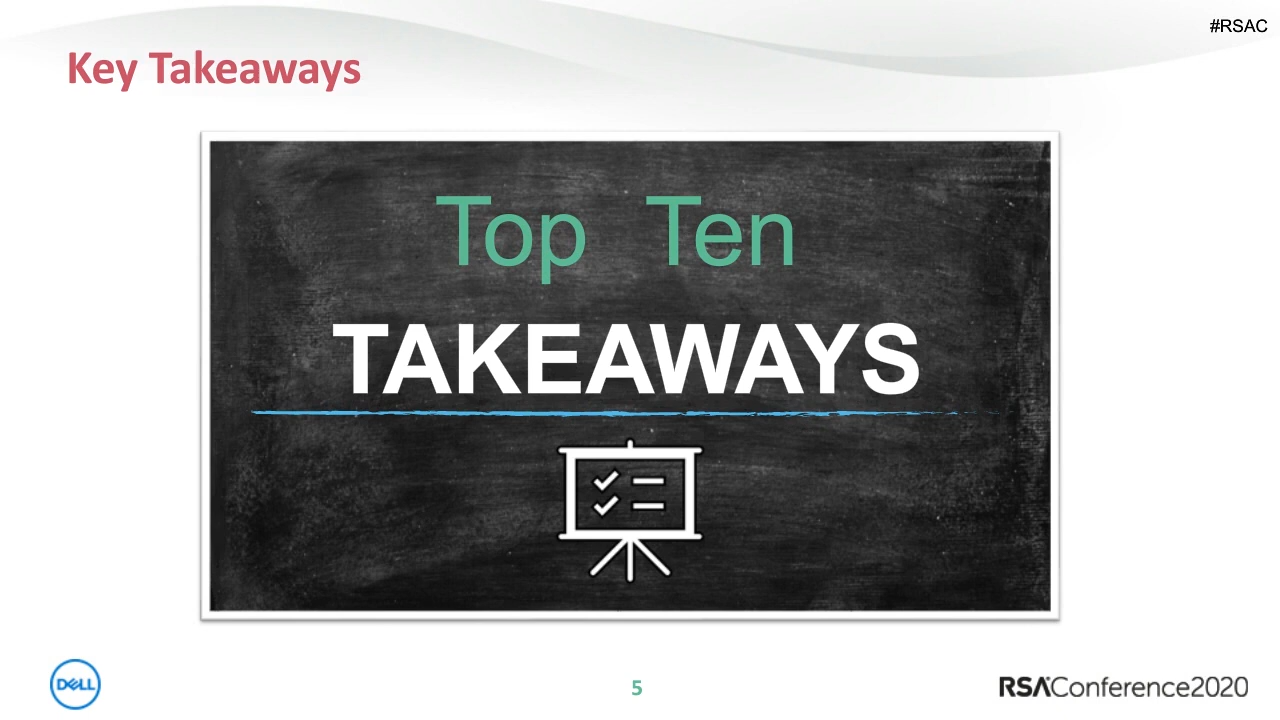 #RSAC
Key Takeaways
Top Ten
TAKEAWAYS
DELL
5
RSAConference2020